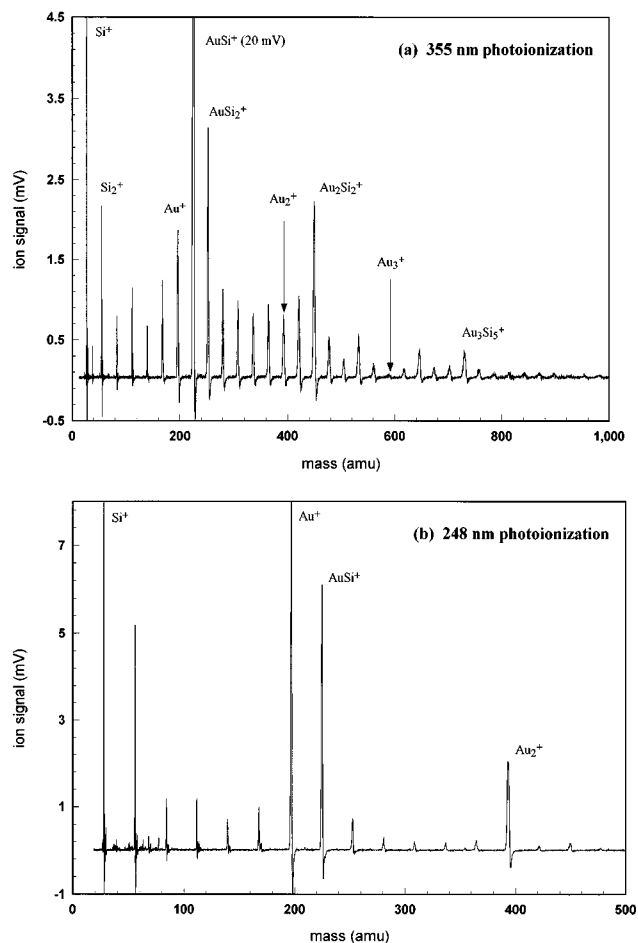 4.5
3.5
2.5
1.5
0.5
-0.5
ion signal (mV)
Si⁺
AuSi⁺ (20 mV)
(a) 355 nm photoionization
AuSi₂⁺
Si₂⁺
Au⁺
Au₂⁺
Au₂Si₂⁺
Au₃⁺
Au₃Si₅⁺
0 200 400 600 800 1,000
mass (amu)
7
5
3
1
-1
ion signal (mV)
Si⁺
Au⁺
(b) 248 nm photoionization
AuSi⁺
Au₂⁺
0 100 200 300 400 500
mass (amu)